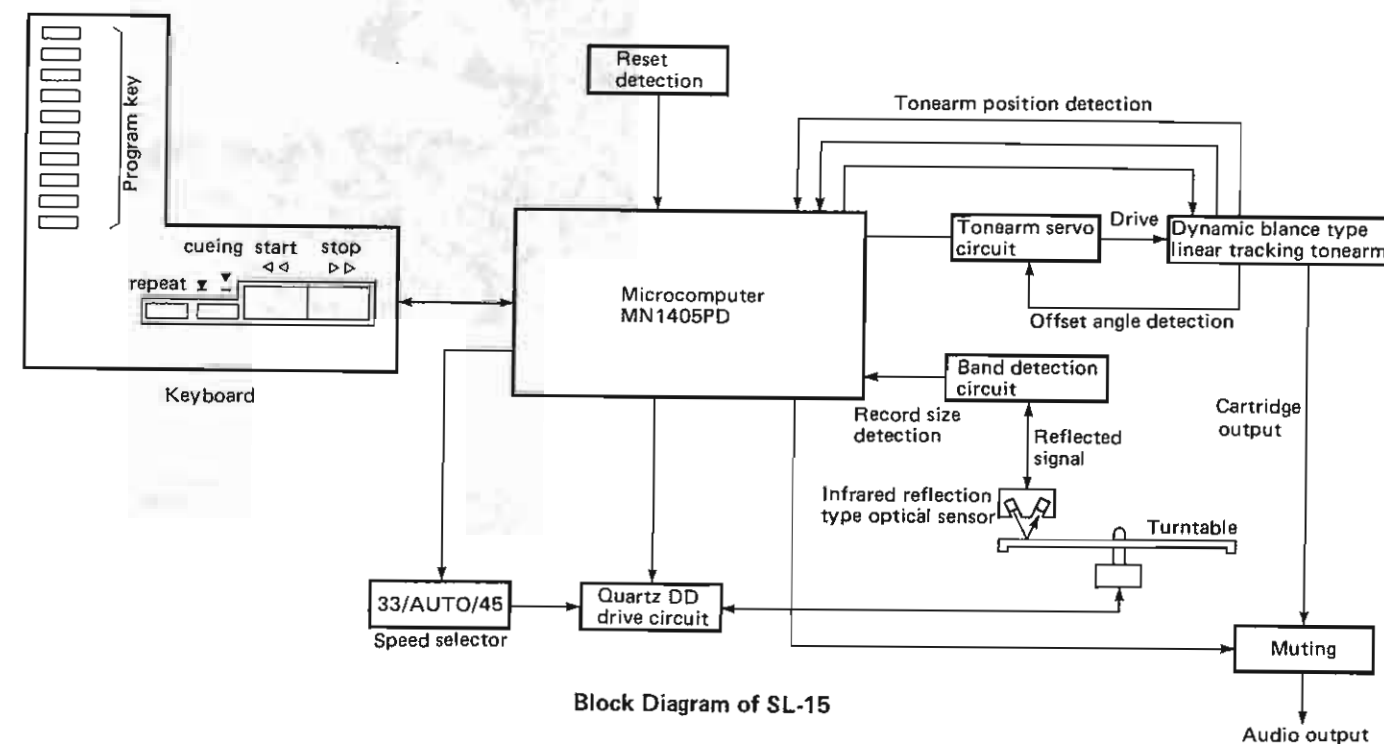 Program key
cueing start stop
repeat
Keyboard
Reset
detection
Tonearm position detection
Microcomputer
MN1405PD
Tonearm servo
circuit
Drive
Dynamic blance type
linear tracking tonearm
Offset angle detection
Band detection
circuit
Record size
detection
Reflected
signal
Cartridge
output
Infrared reflection
type optical sensor
Turntable
33/AUTO/45
Speed selector
Quartz DD
drive circuit
Muting
Audio output
Block Diagram of SL-15